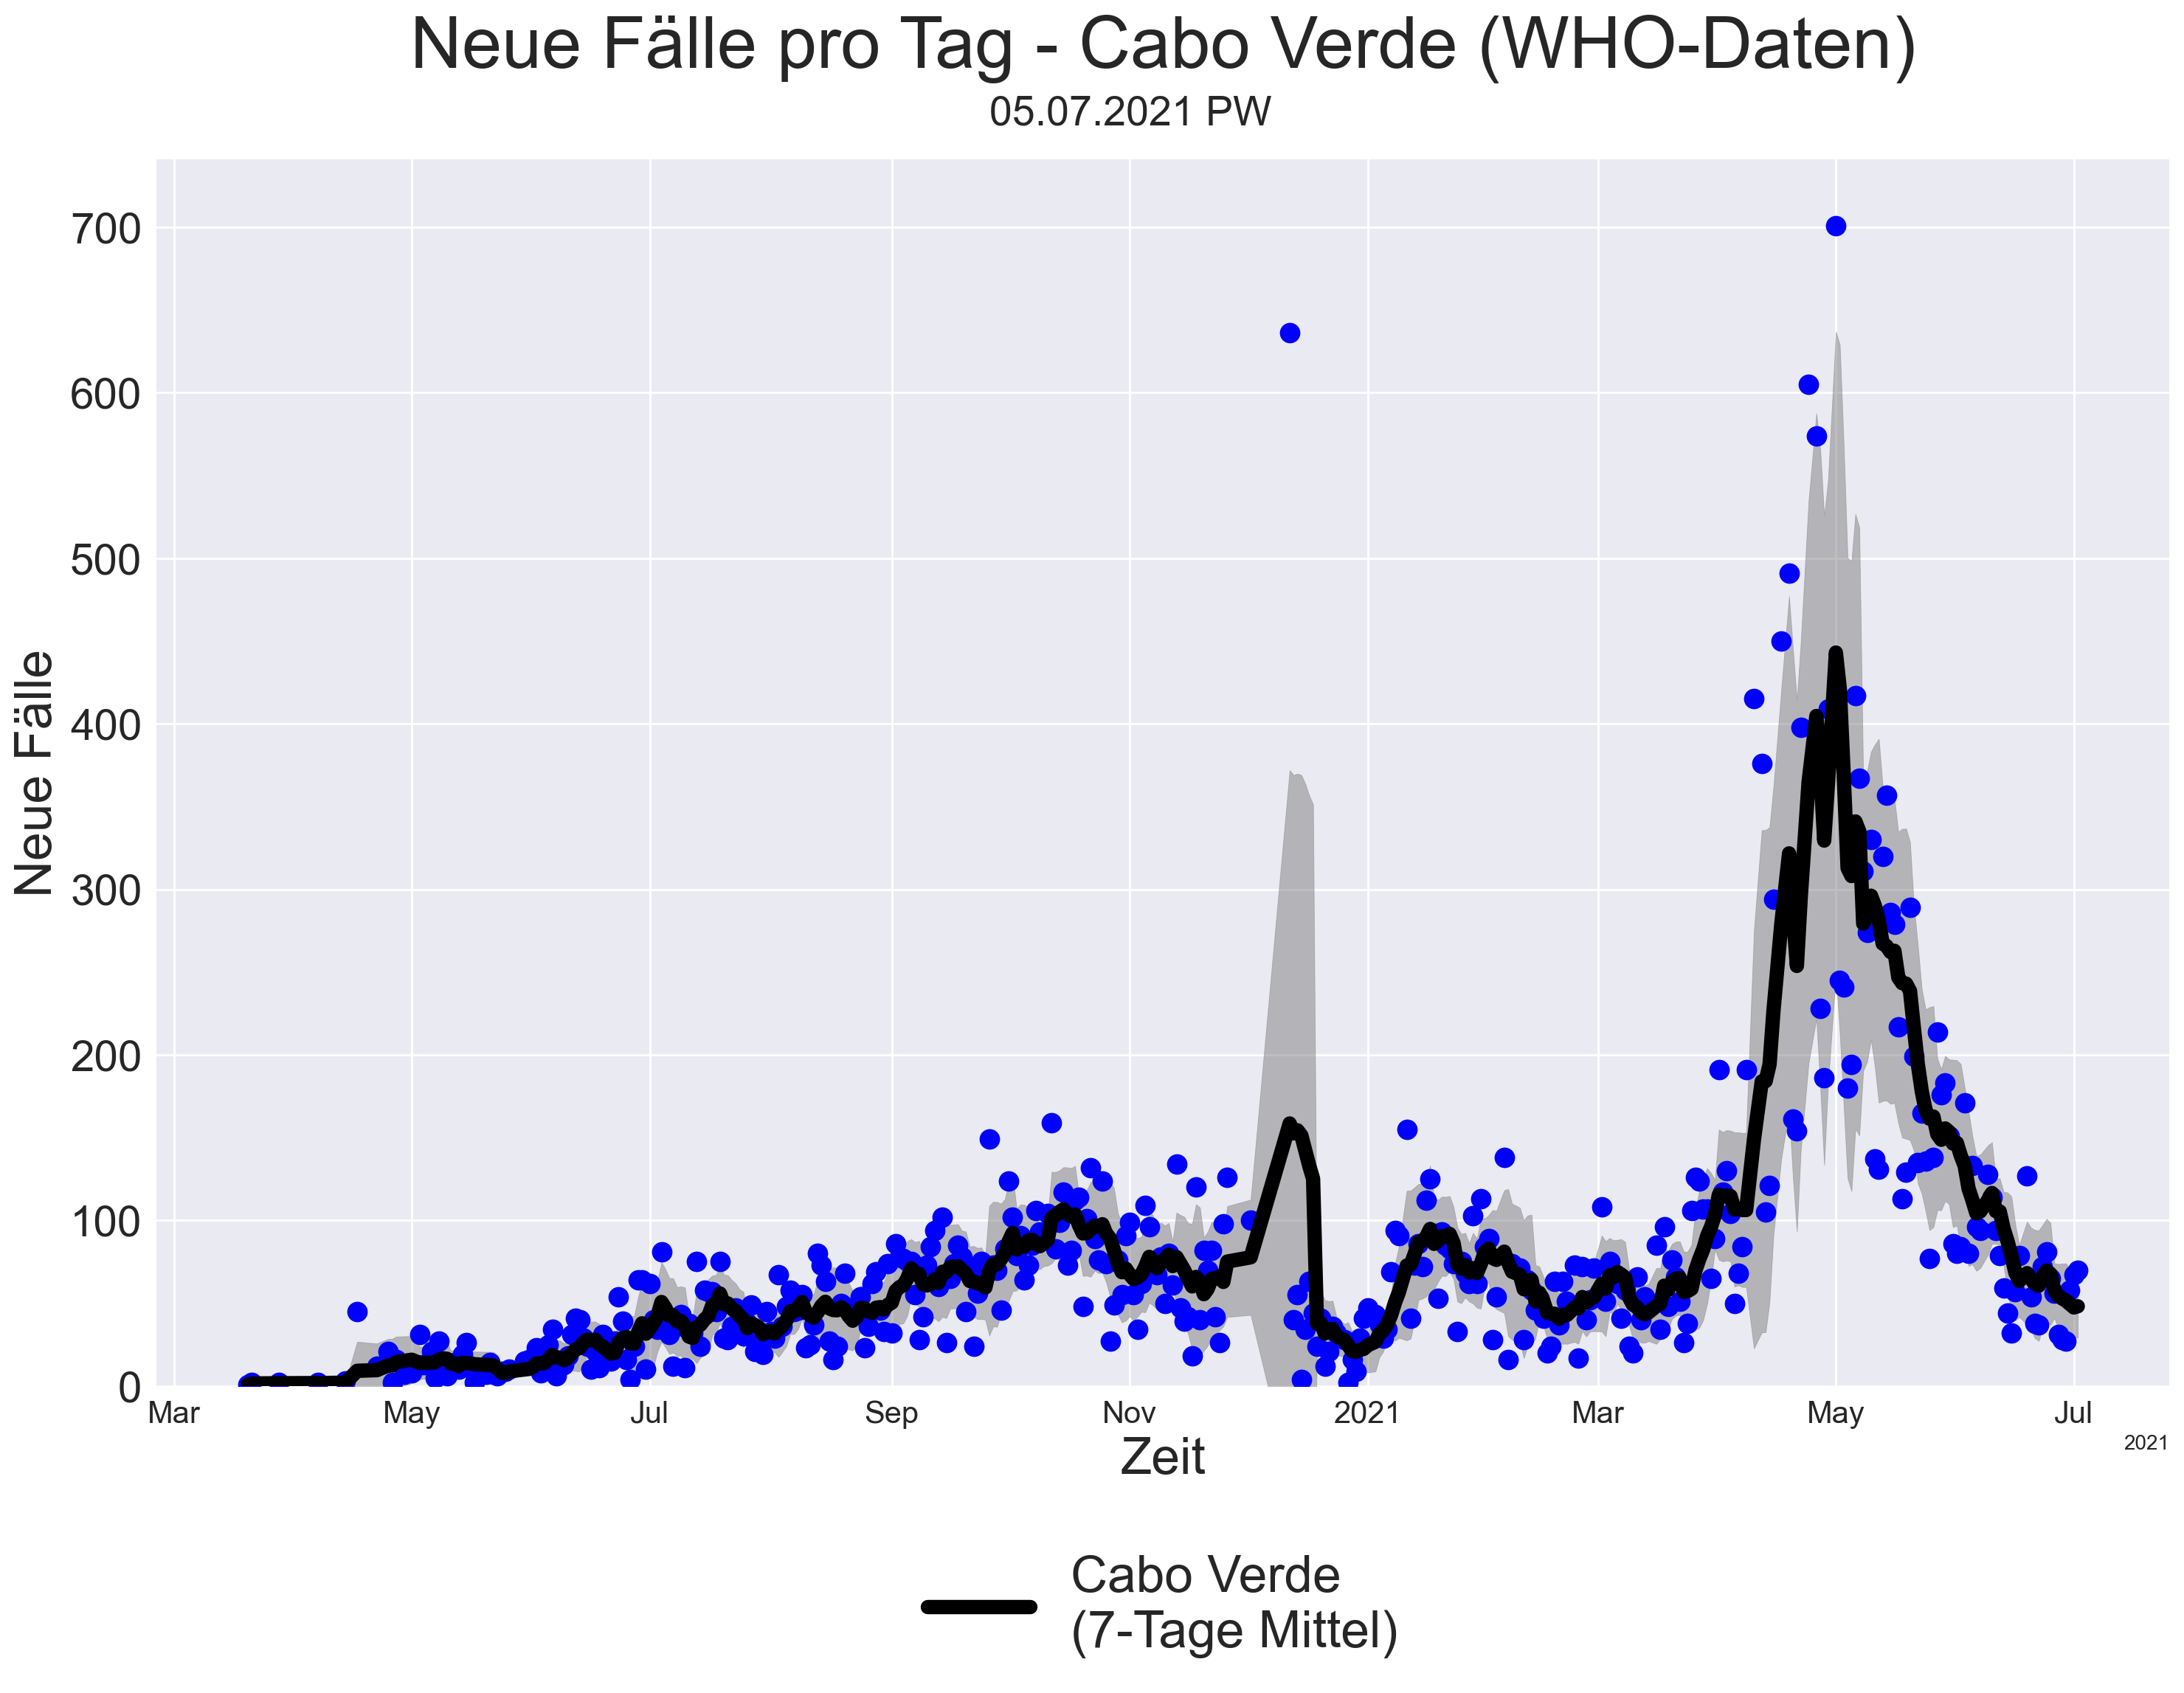 Neue Fälle pro Tag - Cabo Verde (WHO-Daten)
05.07.2021 PW
Neue Fälle
700
600
500
400
300
200
100
0
Mar May Jul Sep Nov 2021 Mar May Jul
2021
Zeit
Cabo Verde
(7-Tage Mittel)